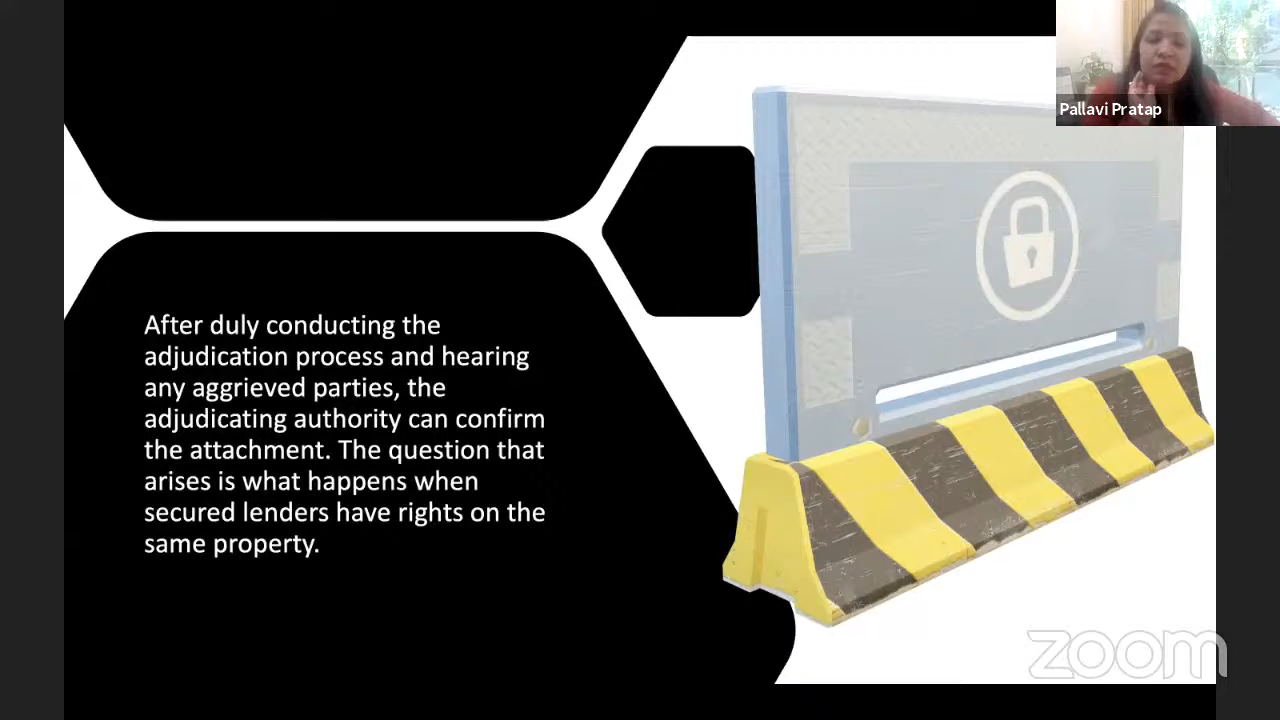 Pallavi Pratap
After duly conducting the
adjudication process and hearing
any aggrieved parties, the
adjudicating authority can confirm
the attachment. The question that
arises is what happens when
secured lenders have rights on the
same property.
zoom